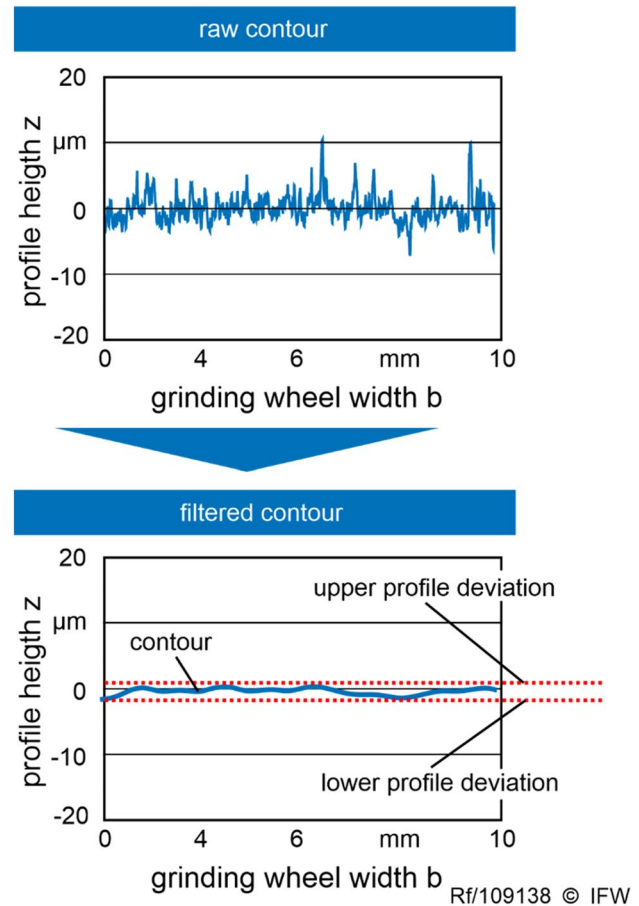 raw contour
20
µm
0
-10
-20
profile heigth z
0 4 6 mm 10
grinding wheel width b
filtered contour
20
µm
0
-10
-20
profile heigth z
upper profile deviation
contour
lower profile deviation
0 4 6 mm 10
grinding wheel width b
Rf/109138 © IFW